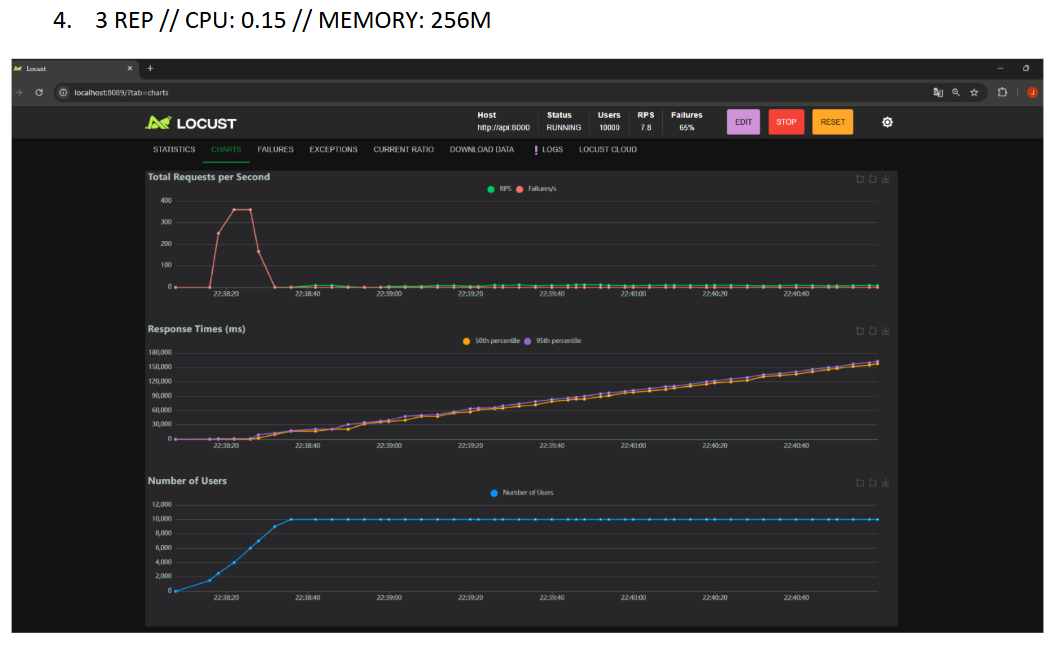 4. 3 REP // CPU: 0.15 // MEMORY: 256M
Locust
localhost:8089/?tab=charts
J
LOCUST
Host Status Users RPS Failures
http://api:8000 RUNNING 10000 7.8 65%
EDIT STOP RESET
STATISTICS CHARTS FAILURES EXCEPTIONS CURRENT RATIO DOWNLOAD DATA ! LOGS LOCUST CLOUD
Total Requests per Second
RPS Failures/s
400
300
200
100
0
22:38:20 22:38:40 22:39:00 22:39:20 22:39:40 22:40:00 22:40:20 22:40:40
Response Times (ms)
50th percentile 95th percentile
180,000
150,000
120,000
90,000
60,000
30,000
0
22:38:20 22:38:40 22:39:00 22:39:20 22:39:40 22:40:00 22:40:20 22:40:40
Number of Users
Number of Users
12,000
10,000
8,000
6,000
4,000
2,000
0
22:38:20 22:38:40 22:39:00 22:39:20 22:39:40 22:40:00 22:40:20 22:40:40